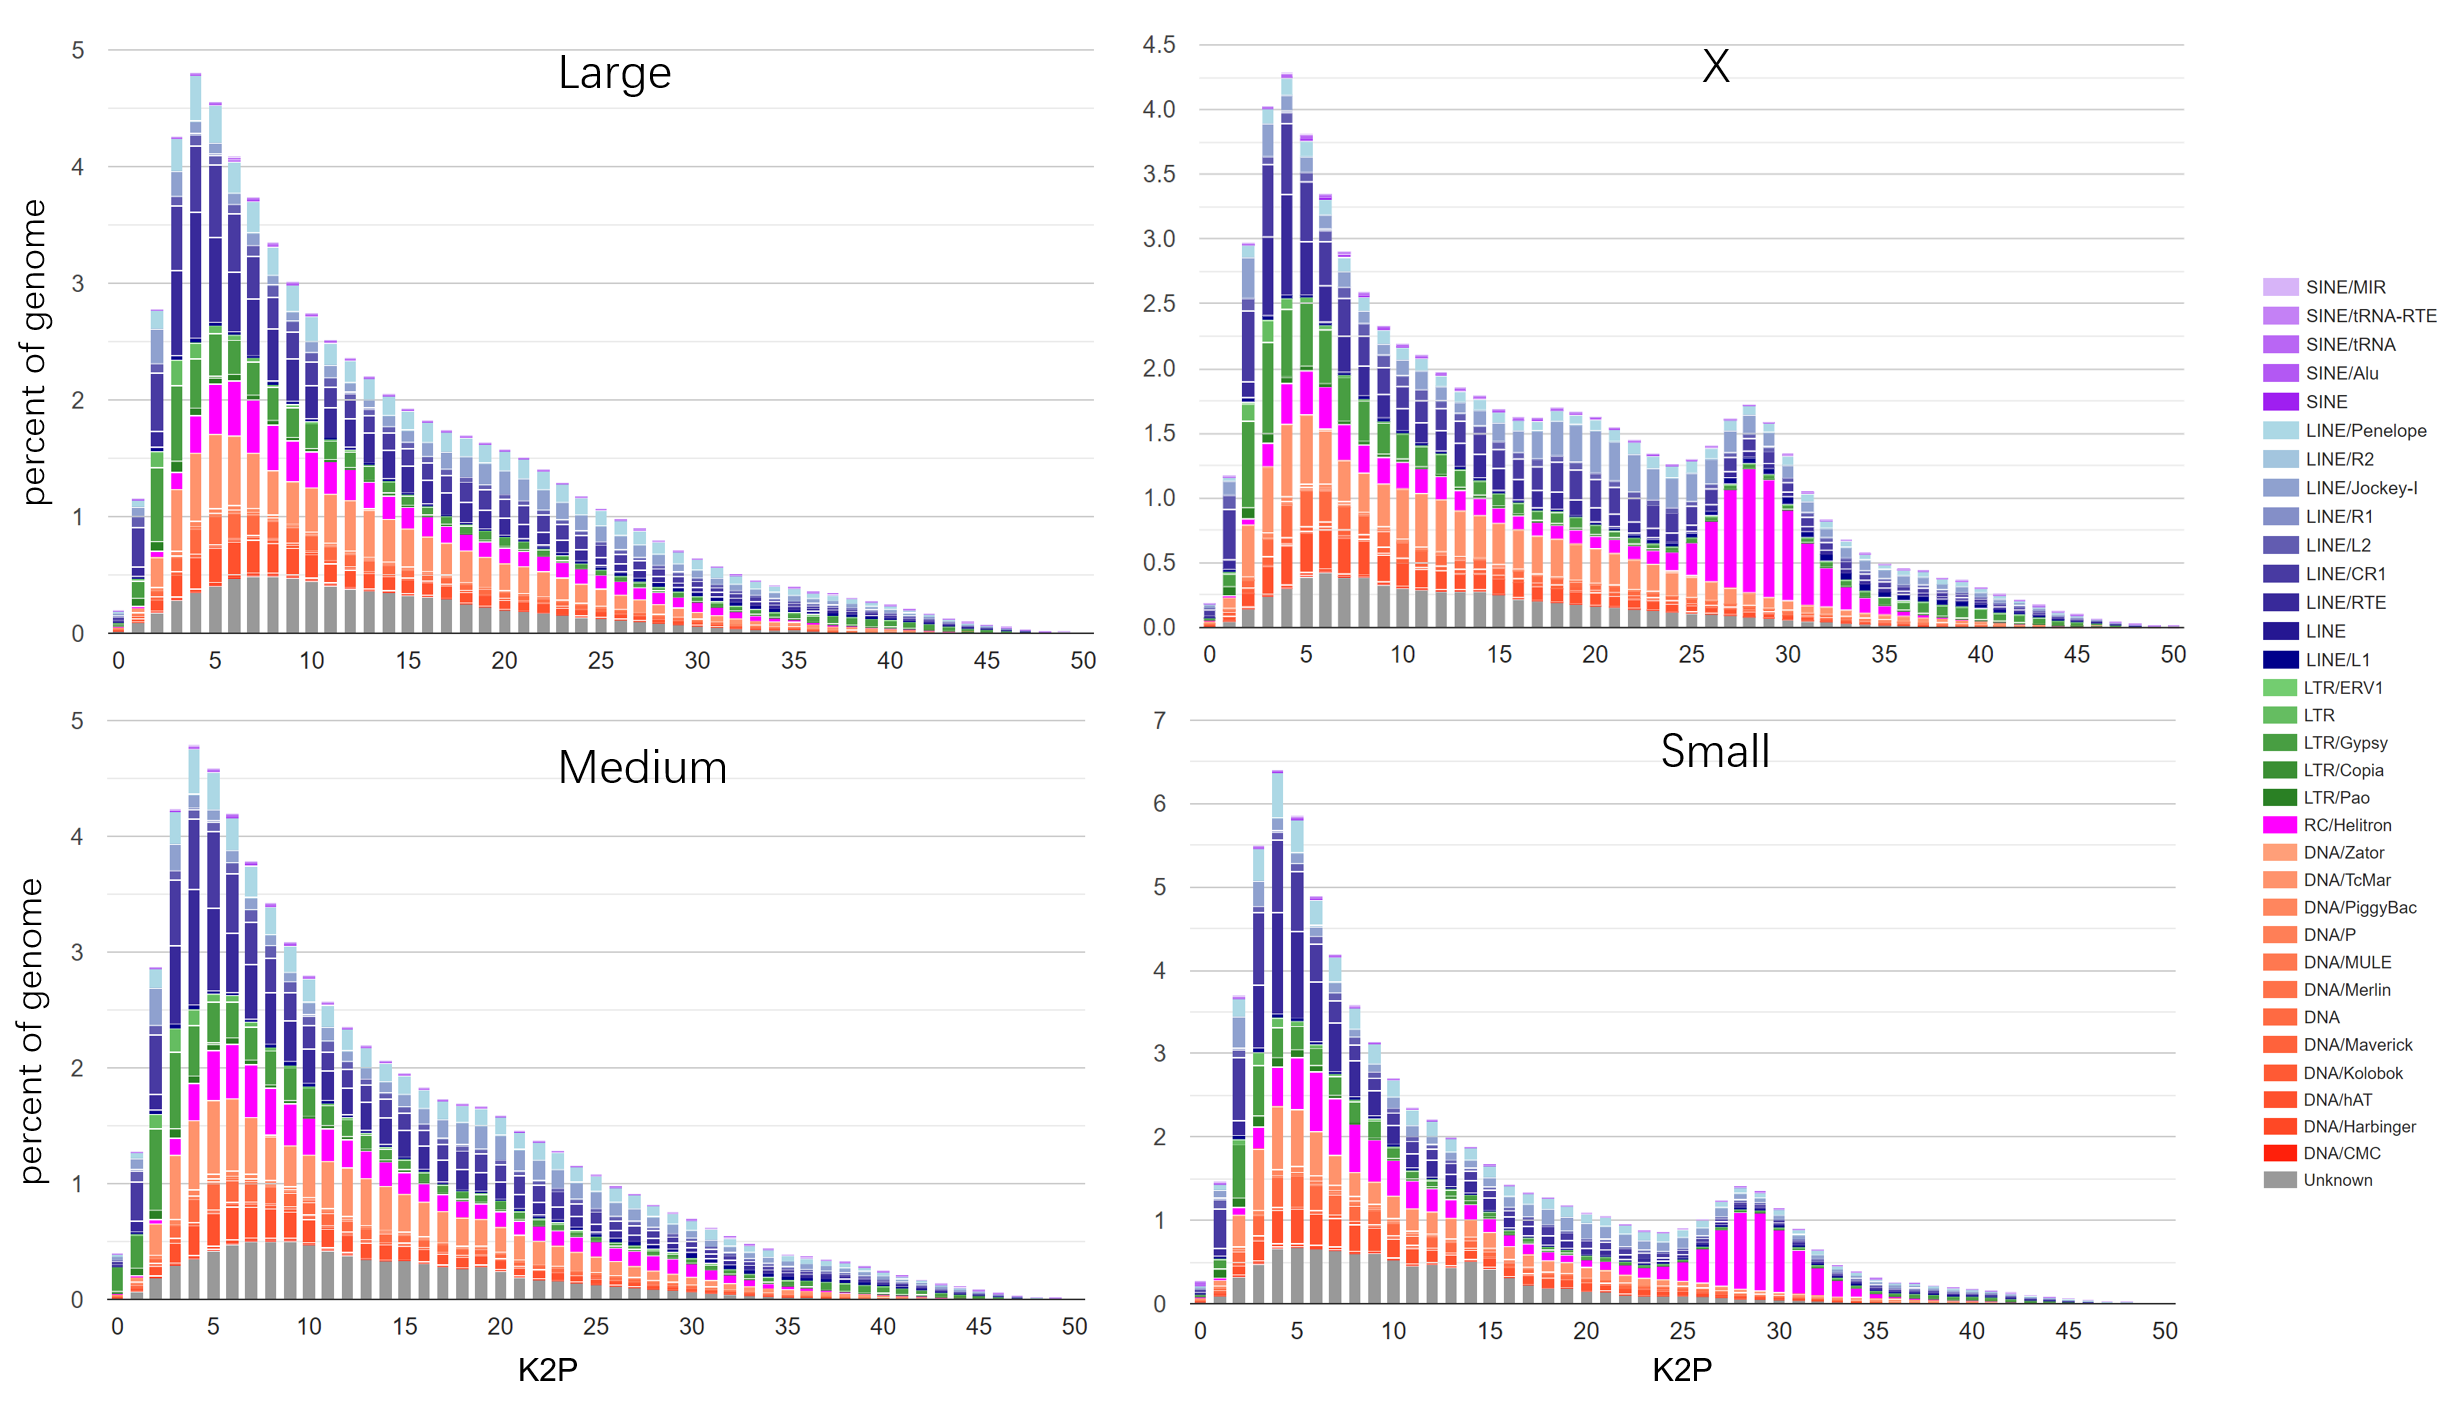 Large
percent of genome
5
4
3
2
1
0
0 5 10 15 20 25 30 35 40 45 50
X
4.5
4.0
3.5
3.0
2.5
2.0
1.5
1.0
0.5
0.0
0 5 10 15 20 25 30 35 40 45 50
Medium
percent of genome
5
4
3
2
1
0
0 5 10 15 20 25 30 35 40 45 50
K2P
Small
7
6
5
4
3
2
1
0
0 5 10 15 20 25 30 35 40 45 50
K2P
SINE/MIR
SINE/tRNA-RTE
SINE/tRNA
SINE/Alu
SINE
LINE/Penelope
LINE/R2
LINE/Jockey-I
LINE/R1
LINE/L2
LINE/CR1
LINE/RTE
LINE
LINE/L1
LTR/ERV1
LTR
LTR/Gypsy
LTR/Copia
LTR/Pao
RC/Helitron
DNA/Zator
DNA/TcMar
DNA/PiggyBac
DNA/P
DNA/MULE
DNA/Merlin
DNA
DNA/Maverick
DNA/Kolobok
DNA/hAT
DNA/Harbinger
DNA/CMC
Unknown